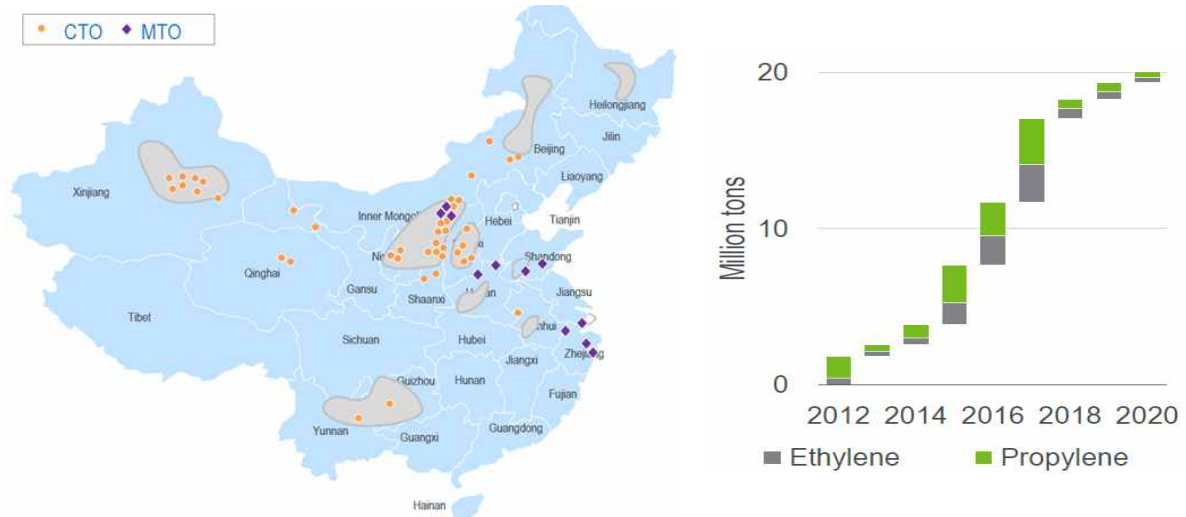 CTO MTO
Heilongjiang
Jilin
Beijing
Liaoyang
Xinjiang
Inner Mongol
Hebei
Tianjin
Shandong
Qinghai
Gansu
Shaanxi
Jiangsu
Tibet
Sichuan
Hubei
Zhejiang
Jiangxi
Guizhou
Hunan
Fujian
Yunnan
Guangxi
Guangdong
Hainan
Million tons
20
10
0
2012 2014 2016 2018 2020
Ethylene Propylene